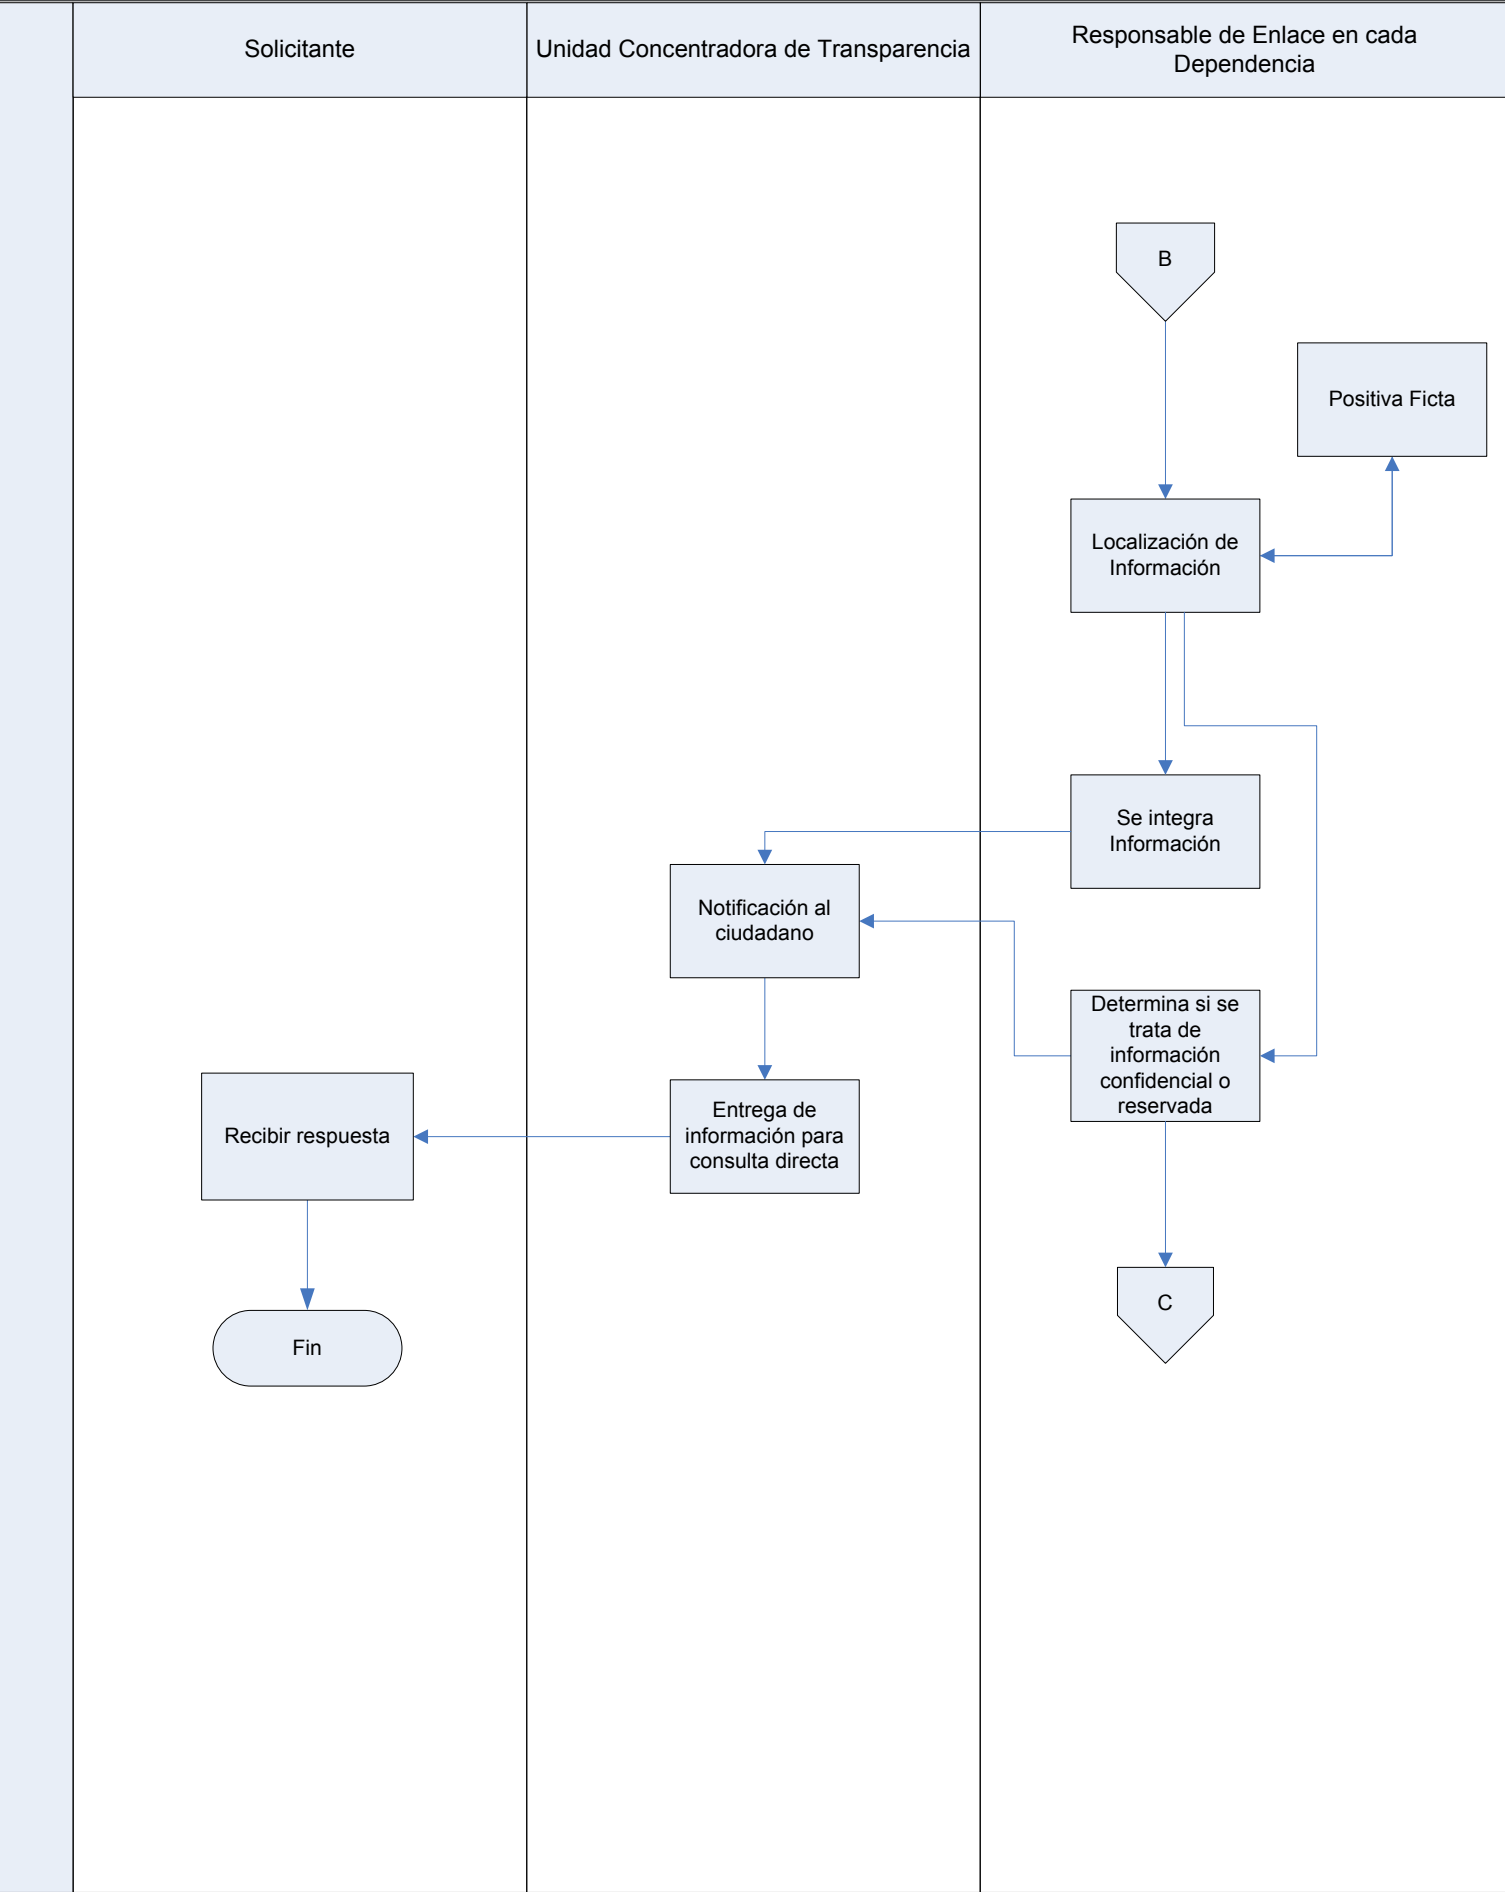 Solicitante
Unidad Concentradora de Transparencia
Responsable de Enlace en cada
Dependencia
B
Positiva Ficta
Localización de
Información
Se integra
Información
Notificación al
ciudadano
Determina si se
trata de
información
confidencial o
reservada
Entrega de
información para
consulta directa
Recibir respuesta
C
Fin